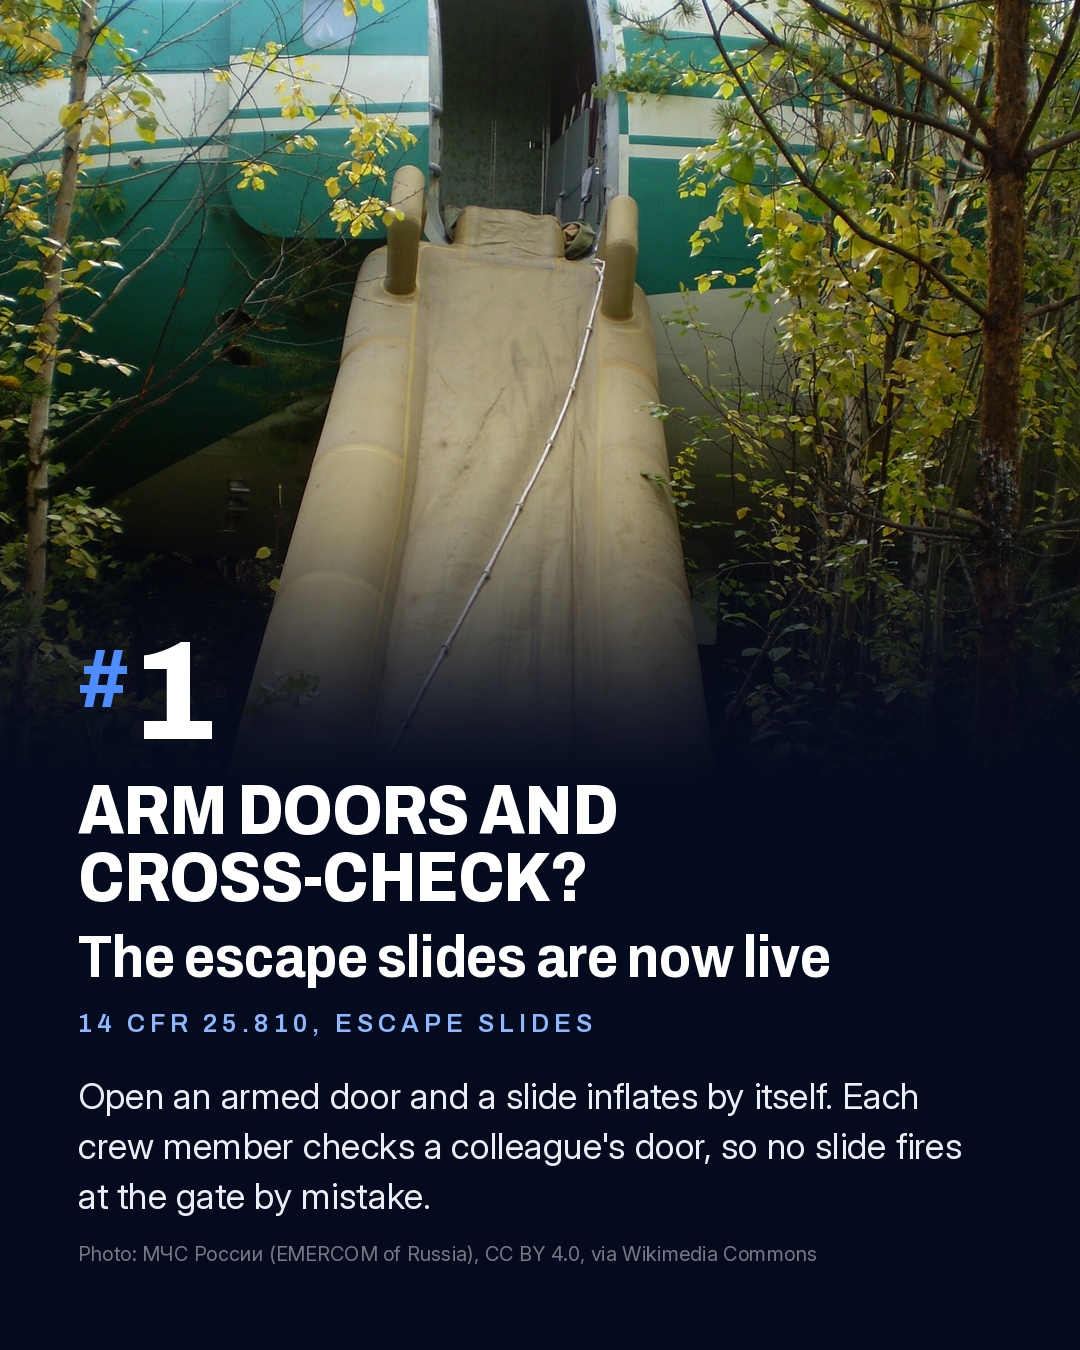 #1
ARM DOORS AND
CROSS-CHECK?
The escape slides are now live
14 CFR 25.810, ESCAPE SLIDES
Open an armed door and a slide inflates by itself. Each
crew member checks a colleague's door, so no slide fires
at the gate by mistake.
Photo: МЧС России (EMERCOM of Russia), CC BY 4.0, via Wikimedia Commons